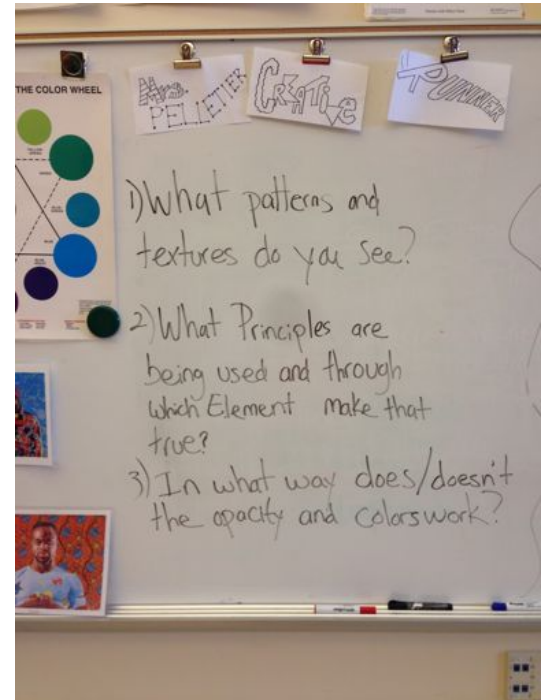 Mrs.
PELLETIER
CREATIVE
RUNNER
THE COLOR WHEEL
1) What patterns and
textures do you see?
2) What Principles are
being used and through
which Element make that
true?
3) In what way does/doesn't
the opacity and colors work?